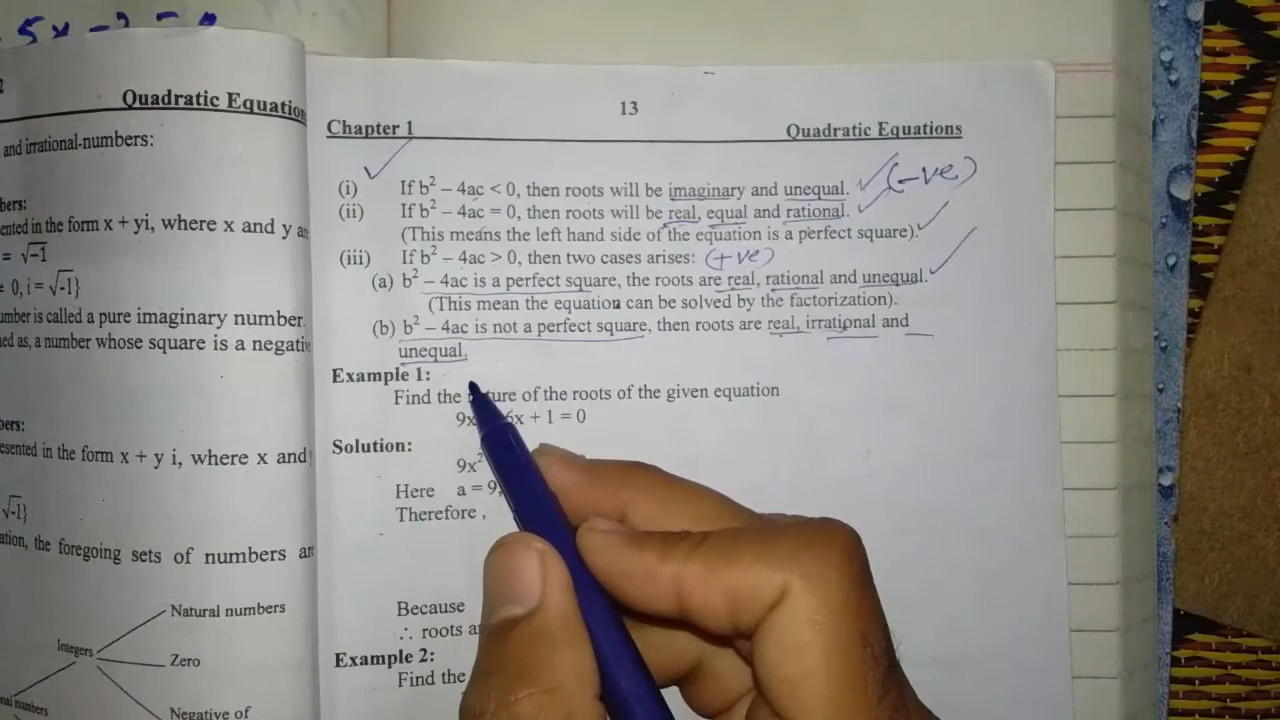 5x -
2
Quadratic Equation
and irrational-numbers:
bers:
ented in the form x + yi, where x and y a
= √-1
≠ 0, i = √-1}
umber is called a pure imaginary number.
ned as, a number whose square is a negativ
bers:
esented in the form x + y i, where x and
√-1}
ation, the foregoing sets of numbers ar
Natural numbers
Integers
Zero
nal numbers
Negative of
13
Chapter 1 Quadratic Equations
(i) If b² – 4ac < 0, then roots will be imaginary and unequal. (-ve)
(ii) If b² – 4ac = 0, then roots will be real, equal and rational.
(This means the left hand side of the equation is a perfect square).
(iii) If b² – 4ac > 0, then two cases arises: (+ve)
(a) b² – 4ac is a perfect square, the roots are real, rational and unequal.
(This mean the equation can be solved by the factorization).
(b) b² – 4ac is not a perfect square, then roots are real, irrational and
unequal.
Example 1:
Find the nature of the roots of the given equation
9x 6x + 1 = 0
Solution:
9x²
Here a = 9,
Therefore ,
Because
∴ roots a
Example 2:
Find the